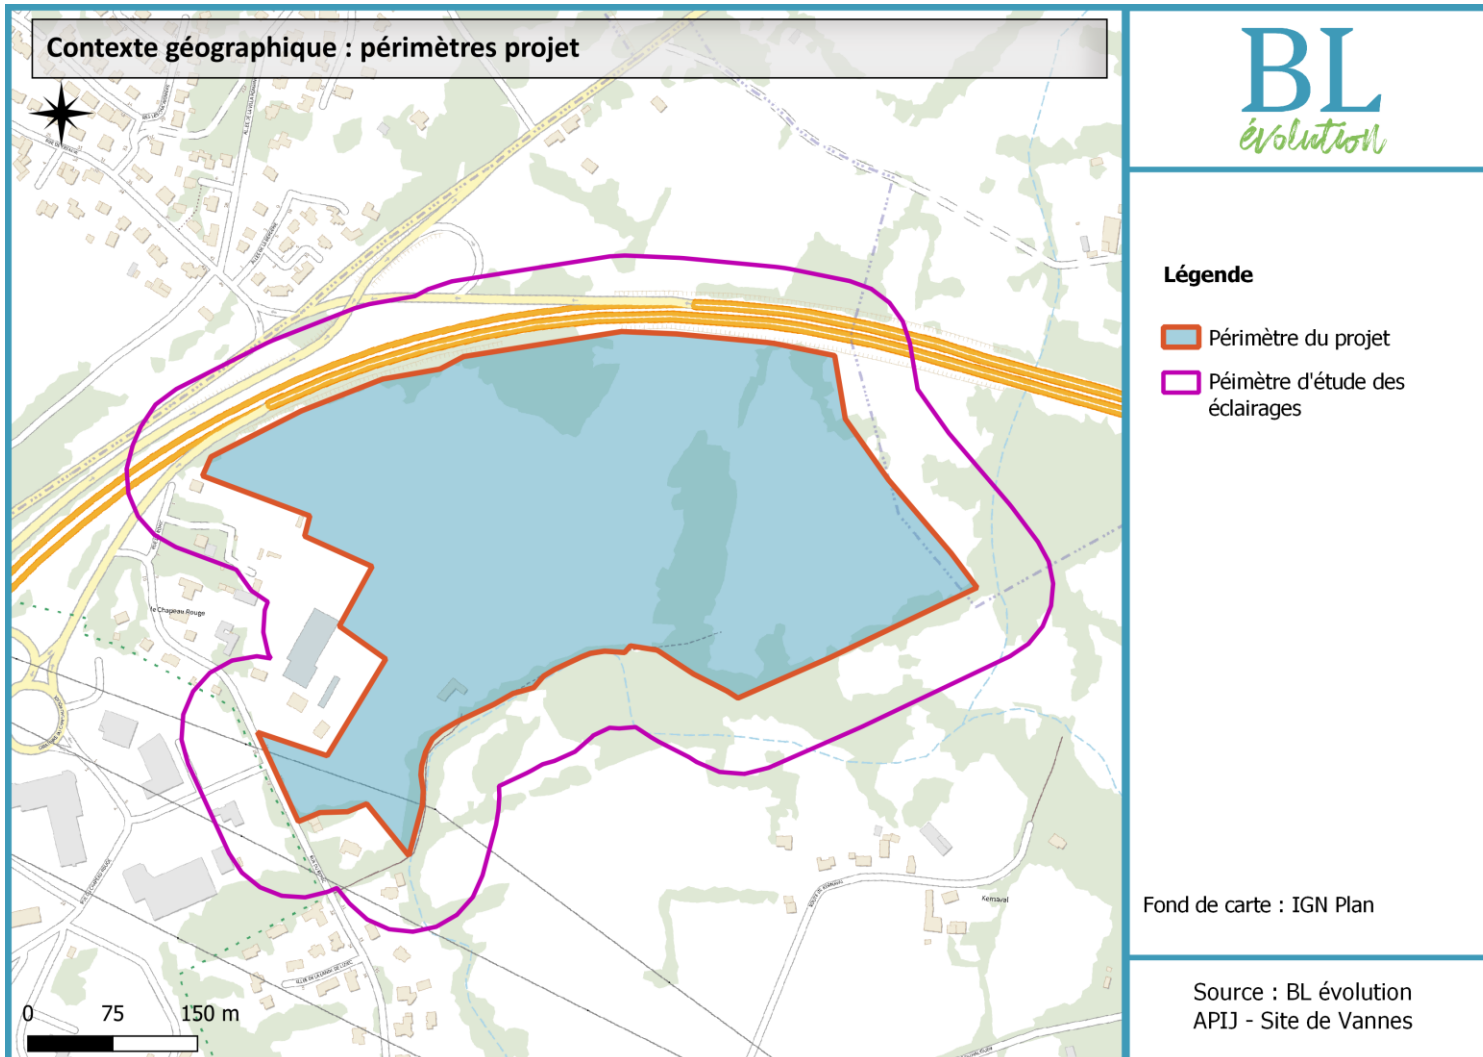 Contexte géographique : périmètres projet
BL
évolution
Légende
Périmètre du projet
Péimètre d'étude des
éclairages
le Chapeau Rouge
Kernaval
Fond de carte : IGN Plan
Source : BL évolution
APIJ - Site de Vannes
0 75 150 m